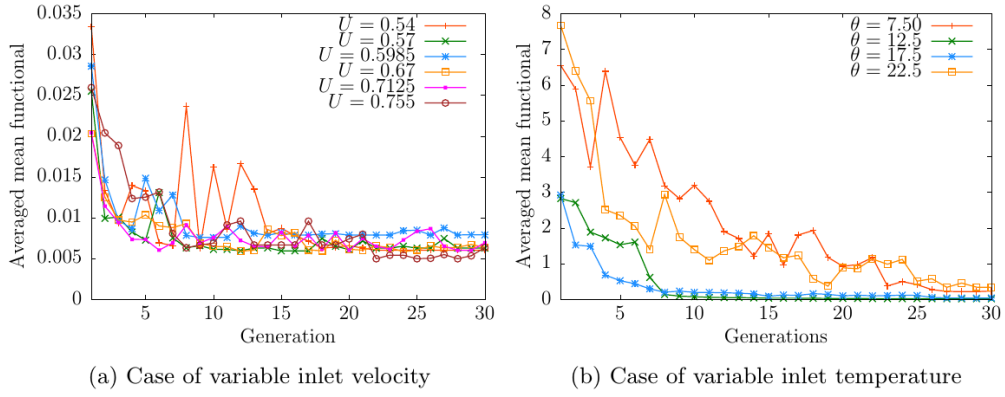 0.035
0.03
0.025
0.02
0.015
0.01
0.005
0
5 10 15 20 25 30
Averaged mean functional
Generation
U = 0.54
U = 0.57
U = 0.5985
U = 0.67
U = 0.7125
U = 0.755
(a) Case of variable inlet velocity
8
7
6
5
4
3
2
1
0
5 10 15 20 25 30
Averaged mean functional
Generations
θ = 7.50
θ = 12.5
θ = 17.5
θ = 22.5
(b) Case of variable inlet temperature